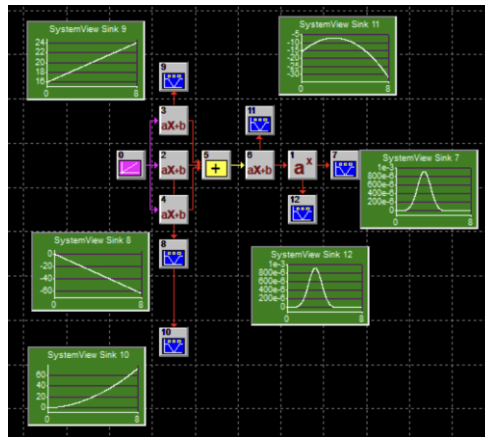 SystemView Sink 9
24
22
20
18
16
0
8
SystemView Sink 11
-5
-10
-15
-20
-25
-30
0
8
9
11
3
aX+b
0
2
aX+b
5
+
6
aX+b
1
a^x
7
4
aX+b
12
8
10
SystemView Sink 7
1e-3
800e-6
600e-6
400e-6
200e-6
0
0
8
SystemView Sink 8
0
-20
-40
-60
0
8
SystemView Sink 12
1e-3
800e-6
600e-6
400e-6
200e-6
0
0
8
SystemView Sink 10
60
40
20
0
0
8